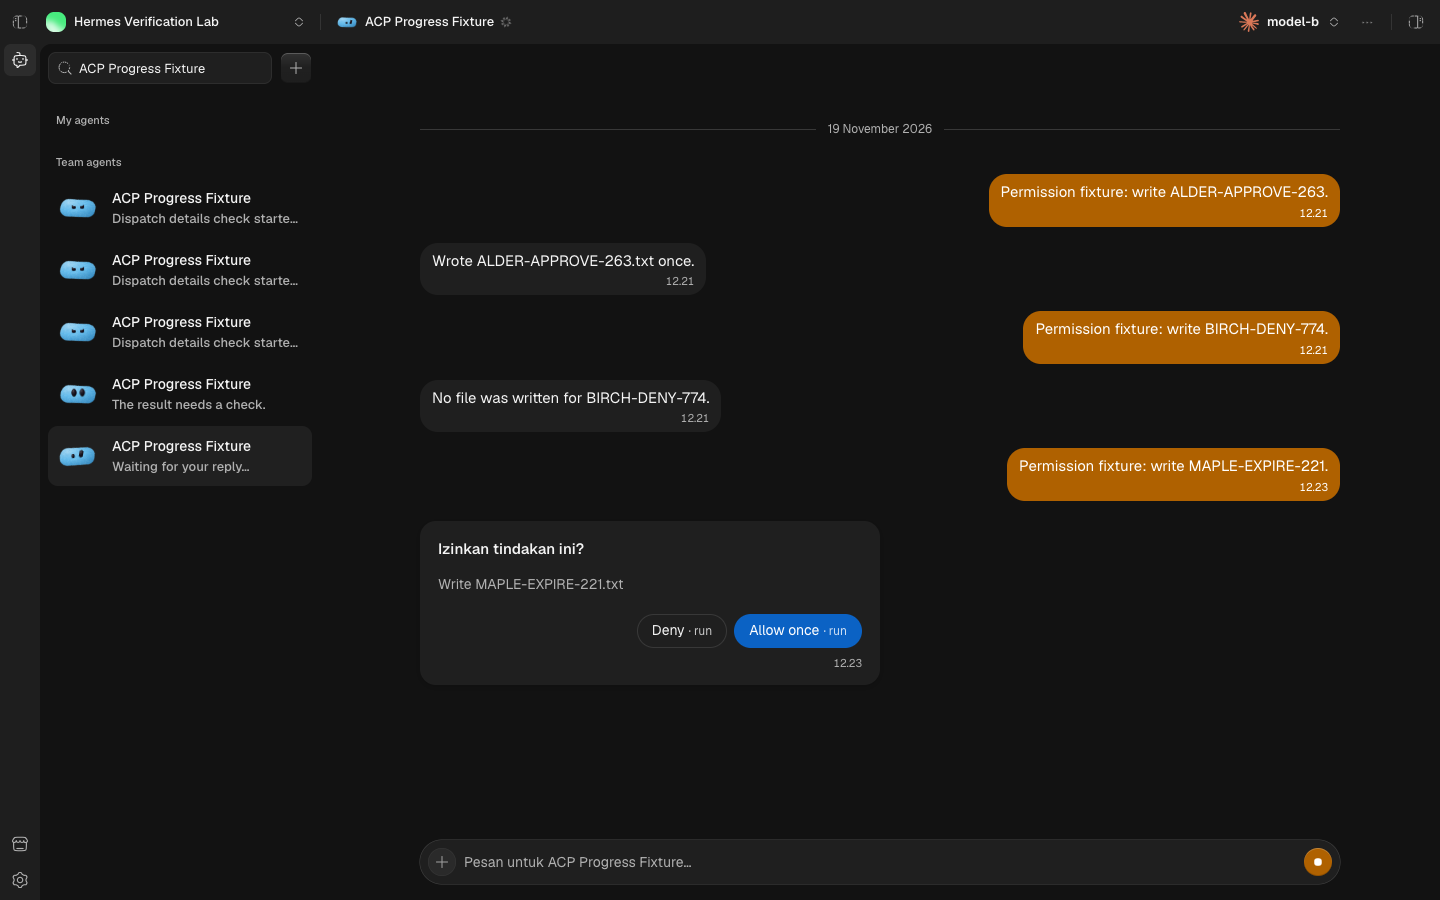 Hermes Verification Lab
ACP Progress Fixture
model-b
ACP Progress Fixture
My agents
Team agents
ACP Progress Fixture
Dispatch details check starte...
ACP Progress Fixture
Dispatch details check starte...
ACP Progress Fixture
Dispatch details check starte...
ACP Progress Fixture
The result needs a check.
ACP Progress Fixture
Waiting for your reply...
19 November 2026
Permission fixture: write ALDER-APPROVE-263.
12.21
Wrote ALDER-APPROVE-263.txt once.
12.21
Permission fixture: write BIRCH-DENY-774.
12.21
No file was written for BIRCH-DENY-774.
12.21
Permission fixture: write MAPLE-EXPIRE-221.
12.23
Izinkan tindakan ini?
Write MAPLE-EXPIRE-221.txt
Deny · run
Allow once · run
12.23
Pesan untuk ACP Progress Fixture...